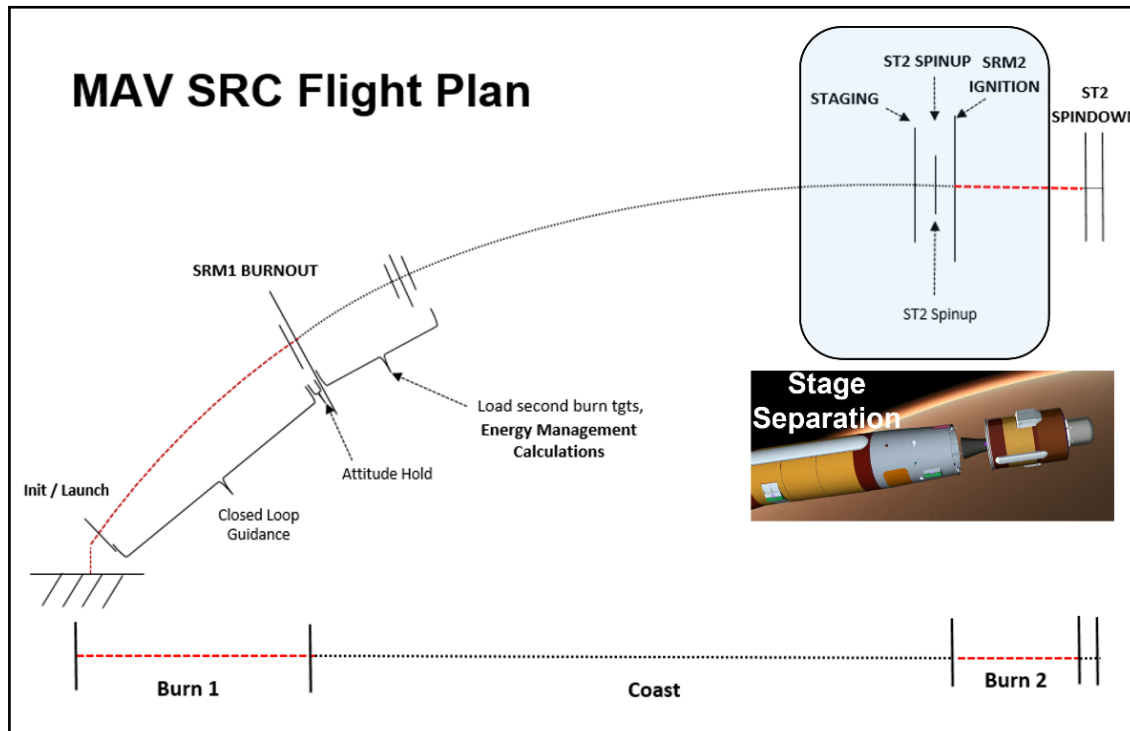 MAV SRC Flight Plan
ST2 SPINUP
SRM2
IGNITION
STAGING
ST2
SPINDOWN
SRM1 BURNOUT
ST2 Spinup
Stage
Separation
Load second burn tgts,
Energy Management
Calculations
Attitude Hold
Init / Launch
Closed Loop
Guidance
Burn 1
Coast
Burn 2